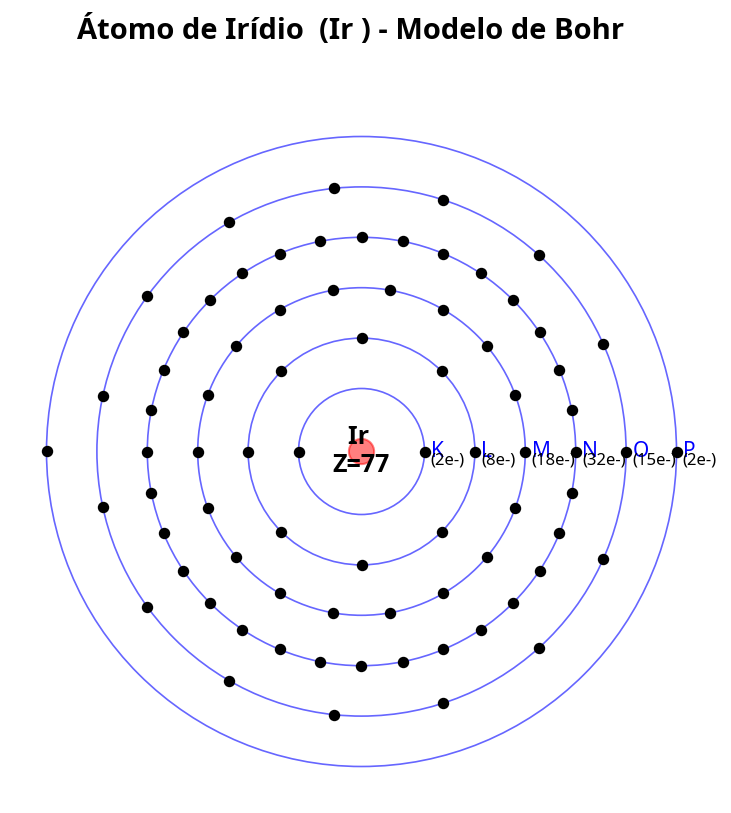 Átomo de Irídio  (Ir ) - Modelo de Bohr
Ir
Z=77
K L M N O P
(2e-) (8e-) (18e-) (32e-) (15e-) (2e-)